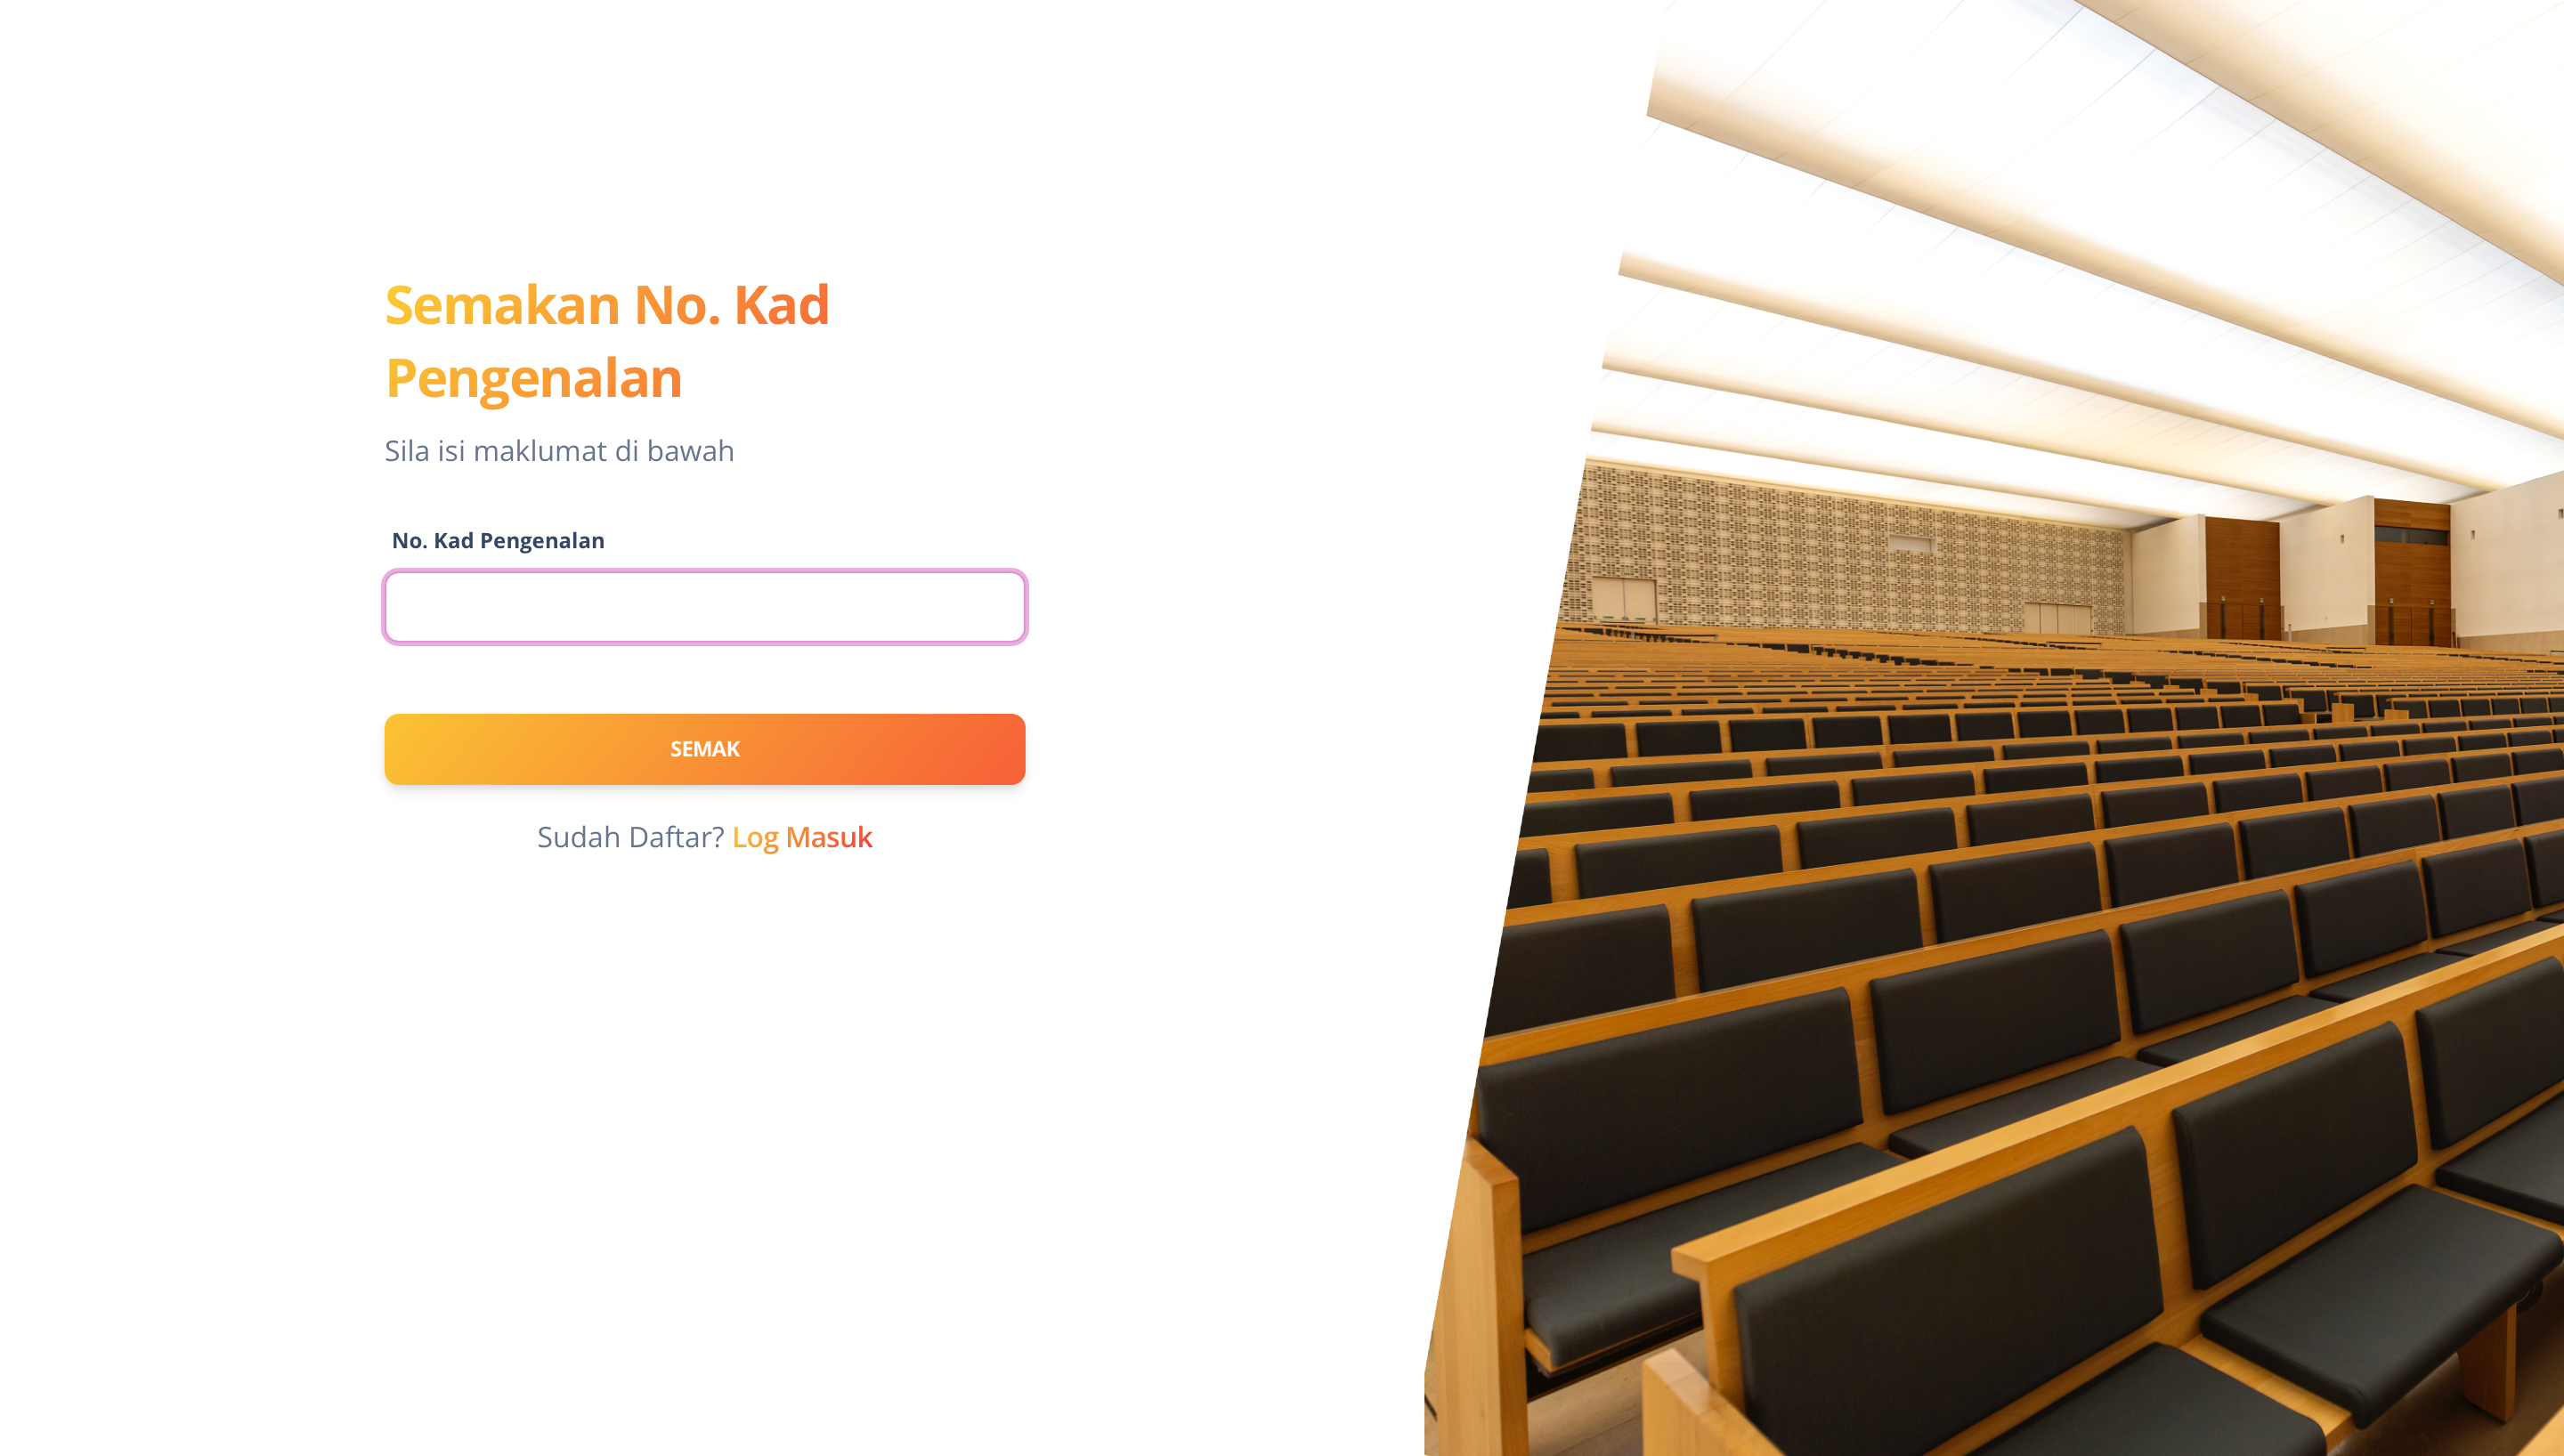 Semakan No. Kad
Pengenalan
Sila isi maklumat di bawah
No. Kad Pengenalan
SEMAK
Sudah Daftar? Log Masuk